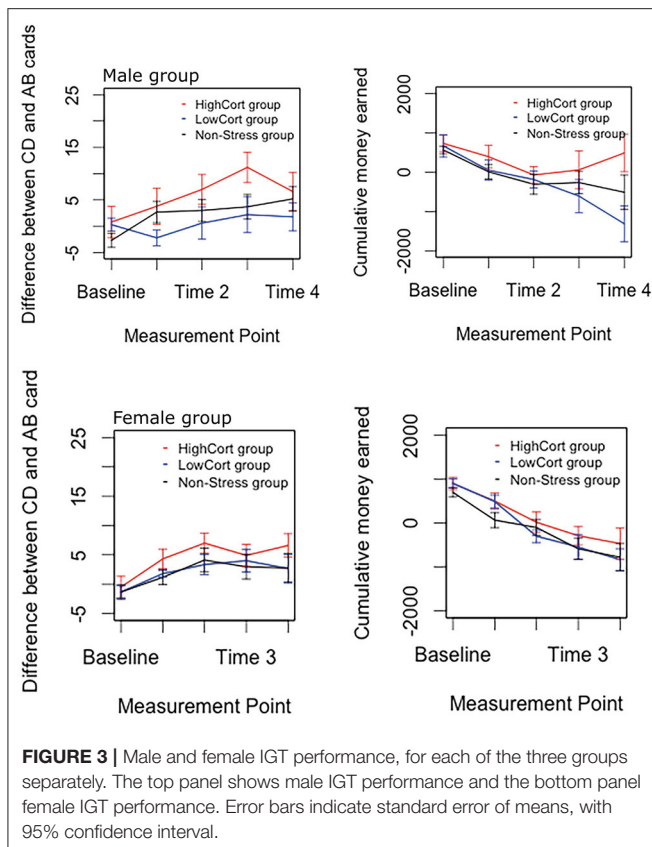 Male group
Difference between CD and AB cards
25
15
5
-5
HighCort group
LowCort group
Non-Stress group
Baseline
Time 2
Time 4
Measurement Point
Cumulative money earned
2000
0
-2000
HighCort group
LowCort group
Non-Stress group
Baseline
Time 2
Time 4
Measurement Point
Female group
Difference between CD and AB card
25
15
5
-5
HighCort group
LowCort group
Non-Stress group
Baseline
Time 3
Measurement Point
Cumulative money earned
2000
0
-2000
HighCort group
LowCort group
Non-Stress group
Baseline
Time 3
Measurement Point
FIGURE 3 | Male and female IGT performance, for each of the three groups
separately. The top panel shows male IGT performance and the bottom panel
female IGT performance. Error bars indicate standard error of means, with
95% confidence interval.